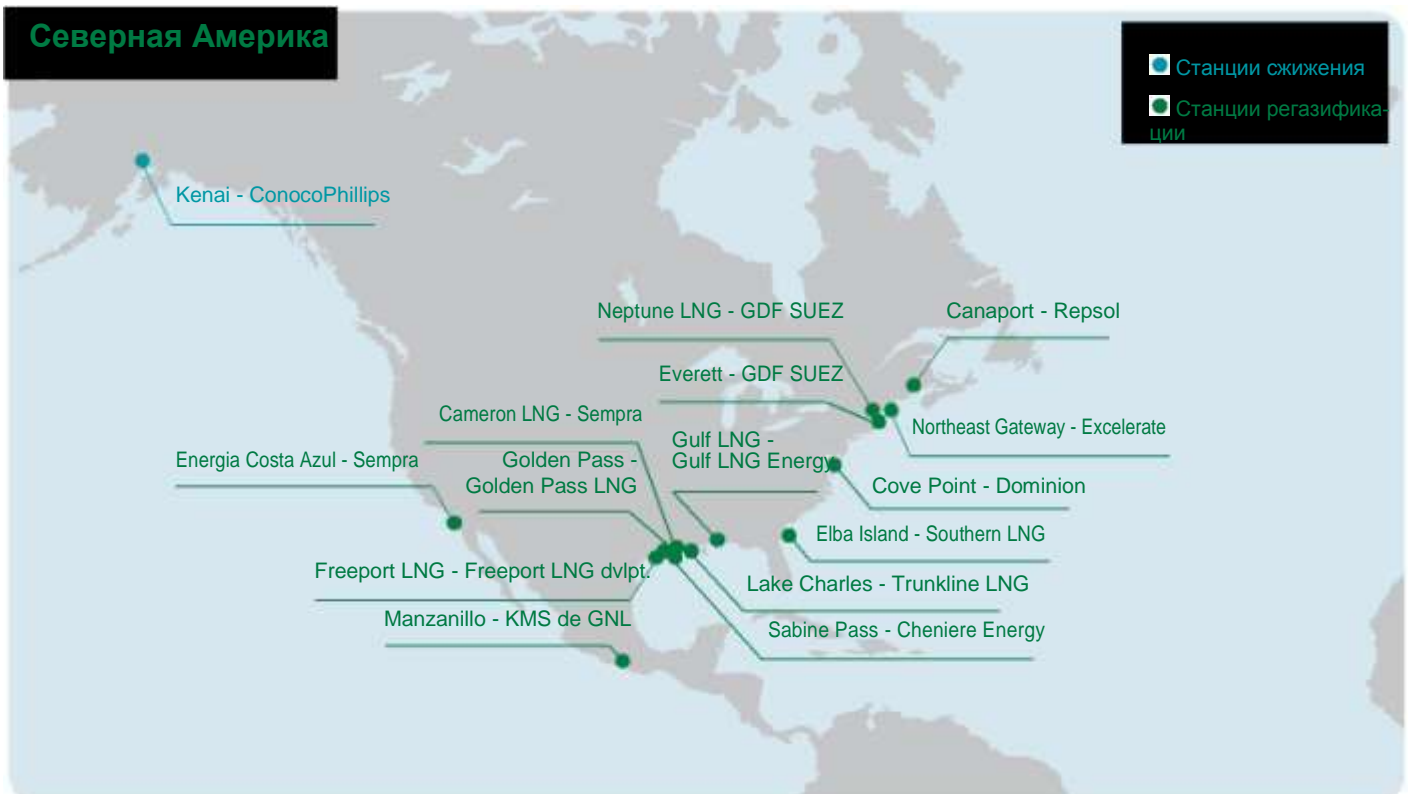 Северная Америка
Станции сжижения
Станции регазифика-
ции
Kenai - ConocoPhillips
Neptune LNG - GDF SUEZ
Canaport - Repsol
Everett - GDF SUEZ
Cameron LNG - Sempra
Northeast Gateway - Excelerate
Gulf LNG -
Gulf LNG Energy
Energia Costa Azul - Sempra
Golden Pass -
Golden Pass LNG
Cove Point - Dominion
Elba Island - Southern LNG
Freeport LNG - Freeport LNG dvlpt.
Lake Charles - Trunkline LNG
Manzanillo - KMS de GNL
Sabine Pass - Cheniere Energy